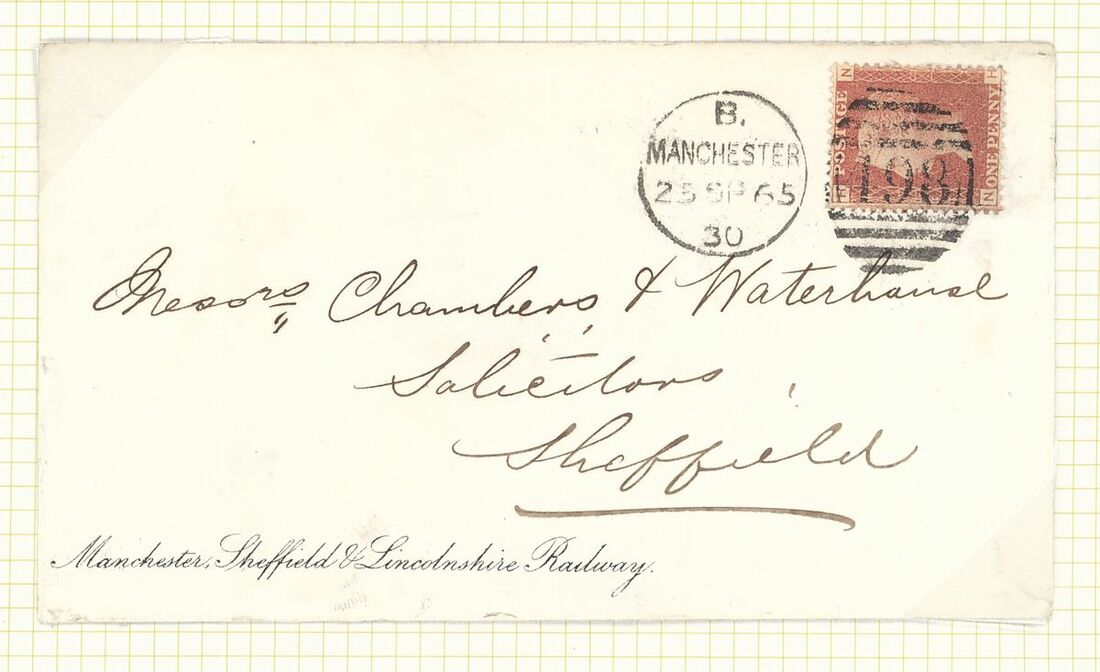 B.
MANCHESTER
25 SP 65
30
N H
POSTAGE
ONE PENNY
H N
498
Messrs Chambers & Waterhouse
Solicitors,
Sheffield
Manchester, Sheffield & Lincolnshire Railway.